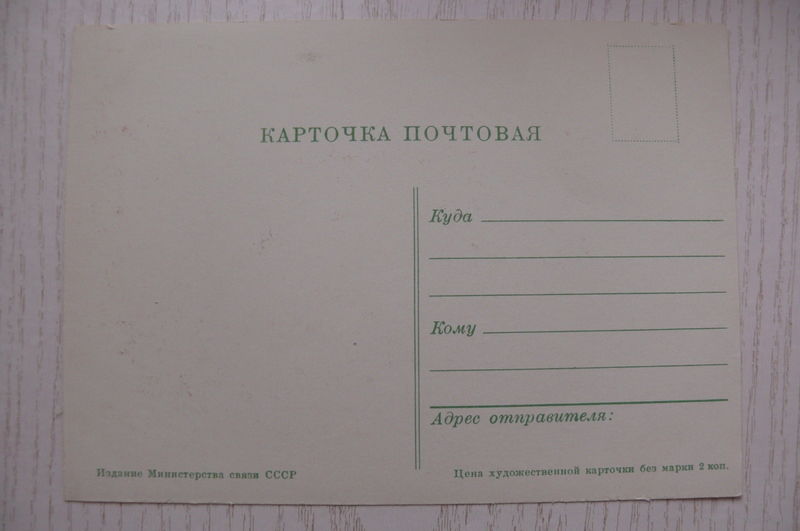 КАРТОЧКА ПОЧТОВАЯ
Куда
Кому
Адрес отправителя:
Издание Министерства связи СССР
Цена художественной карточки без марки 2 коп.